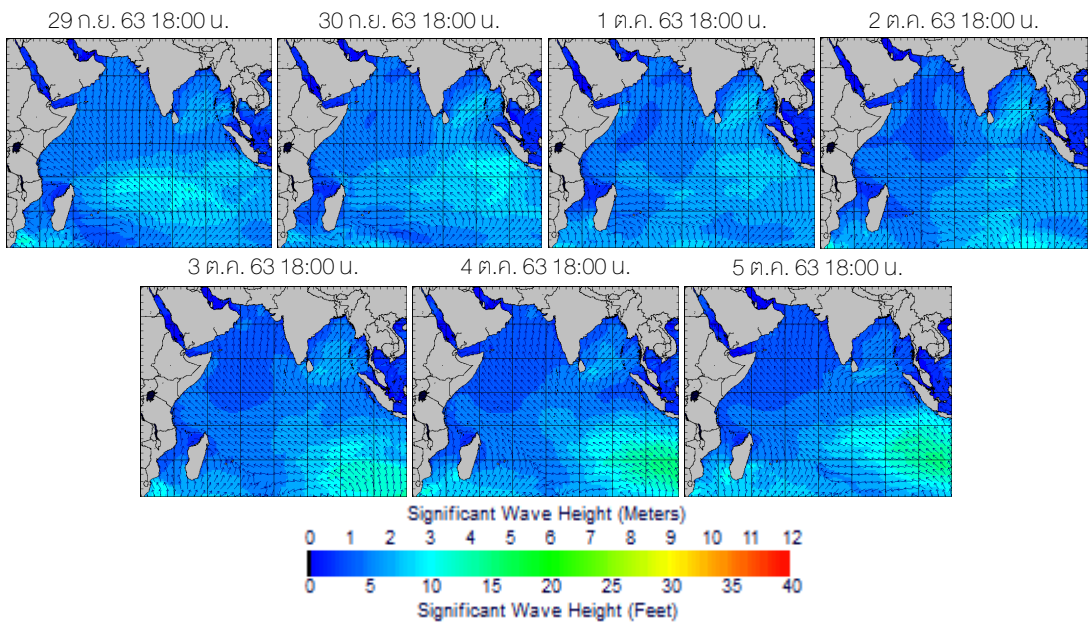 29 ก.ย. 63 18:00 น.
30 ก.ย. 63 18:00 น.
1 ต.ค. 63 18:00 น.
2 ต.ค. 63 18:00 น.
3 ต.ค. 63 18:00 น.
4 ต.ค. 63 18:00 น.
5 ต.ค. 63 18:00 น.
Significant Wave Height (Meters)
0 1 2 3 4 5 6 7 8 9 10 11 12
0 5 10 15 20 25 30 35 40
Significant Wave Height (Feet)